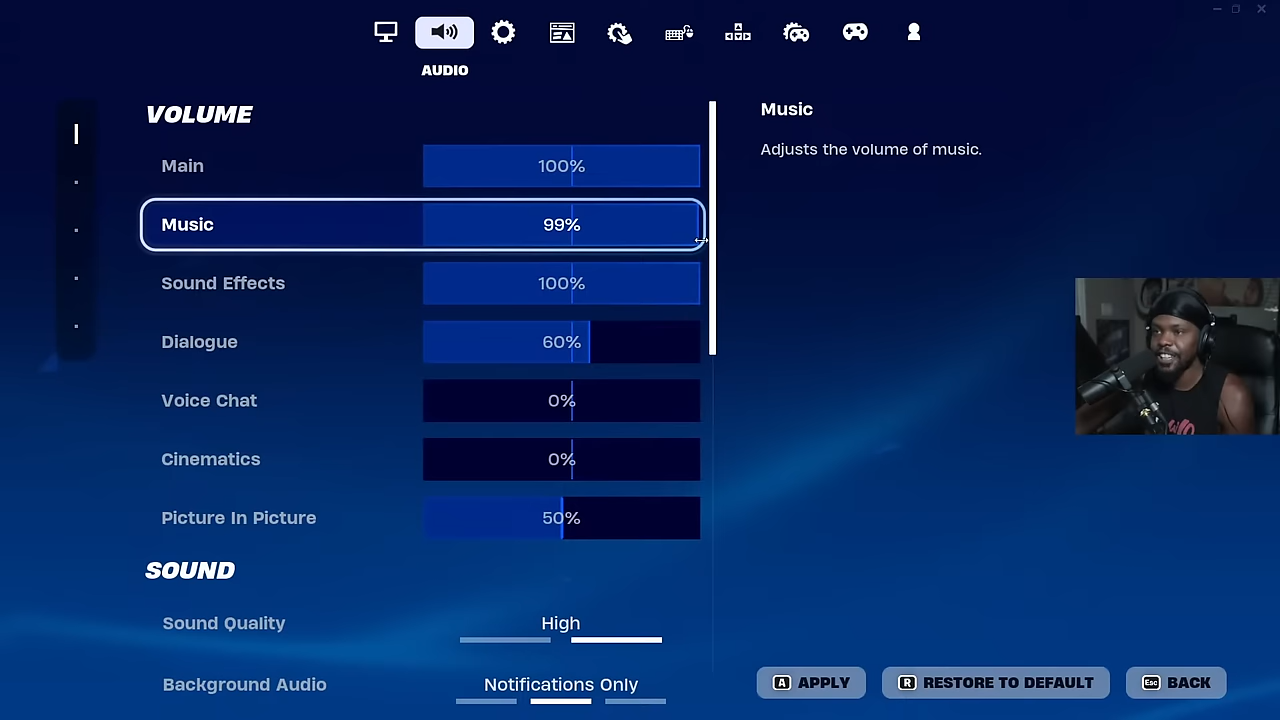 AUDIO
VOLUME
Main 100%
Music 99%
Sound Effects 100%
Dialogue 60%
Voice Chat 0%
Cinematics 0%
Picture In Picture 50%
SOUND
Sound Quality High
Background Audio Notifications Only
Music
Adjusts the volume of music.
A APPLY
R RESTORE TO DEFAULT
Esc BACK